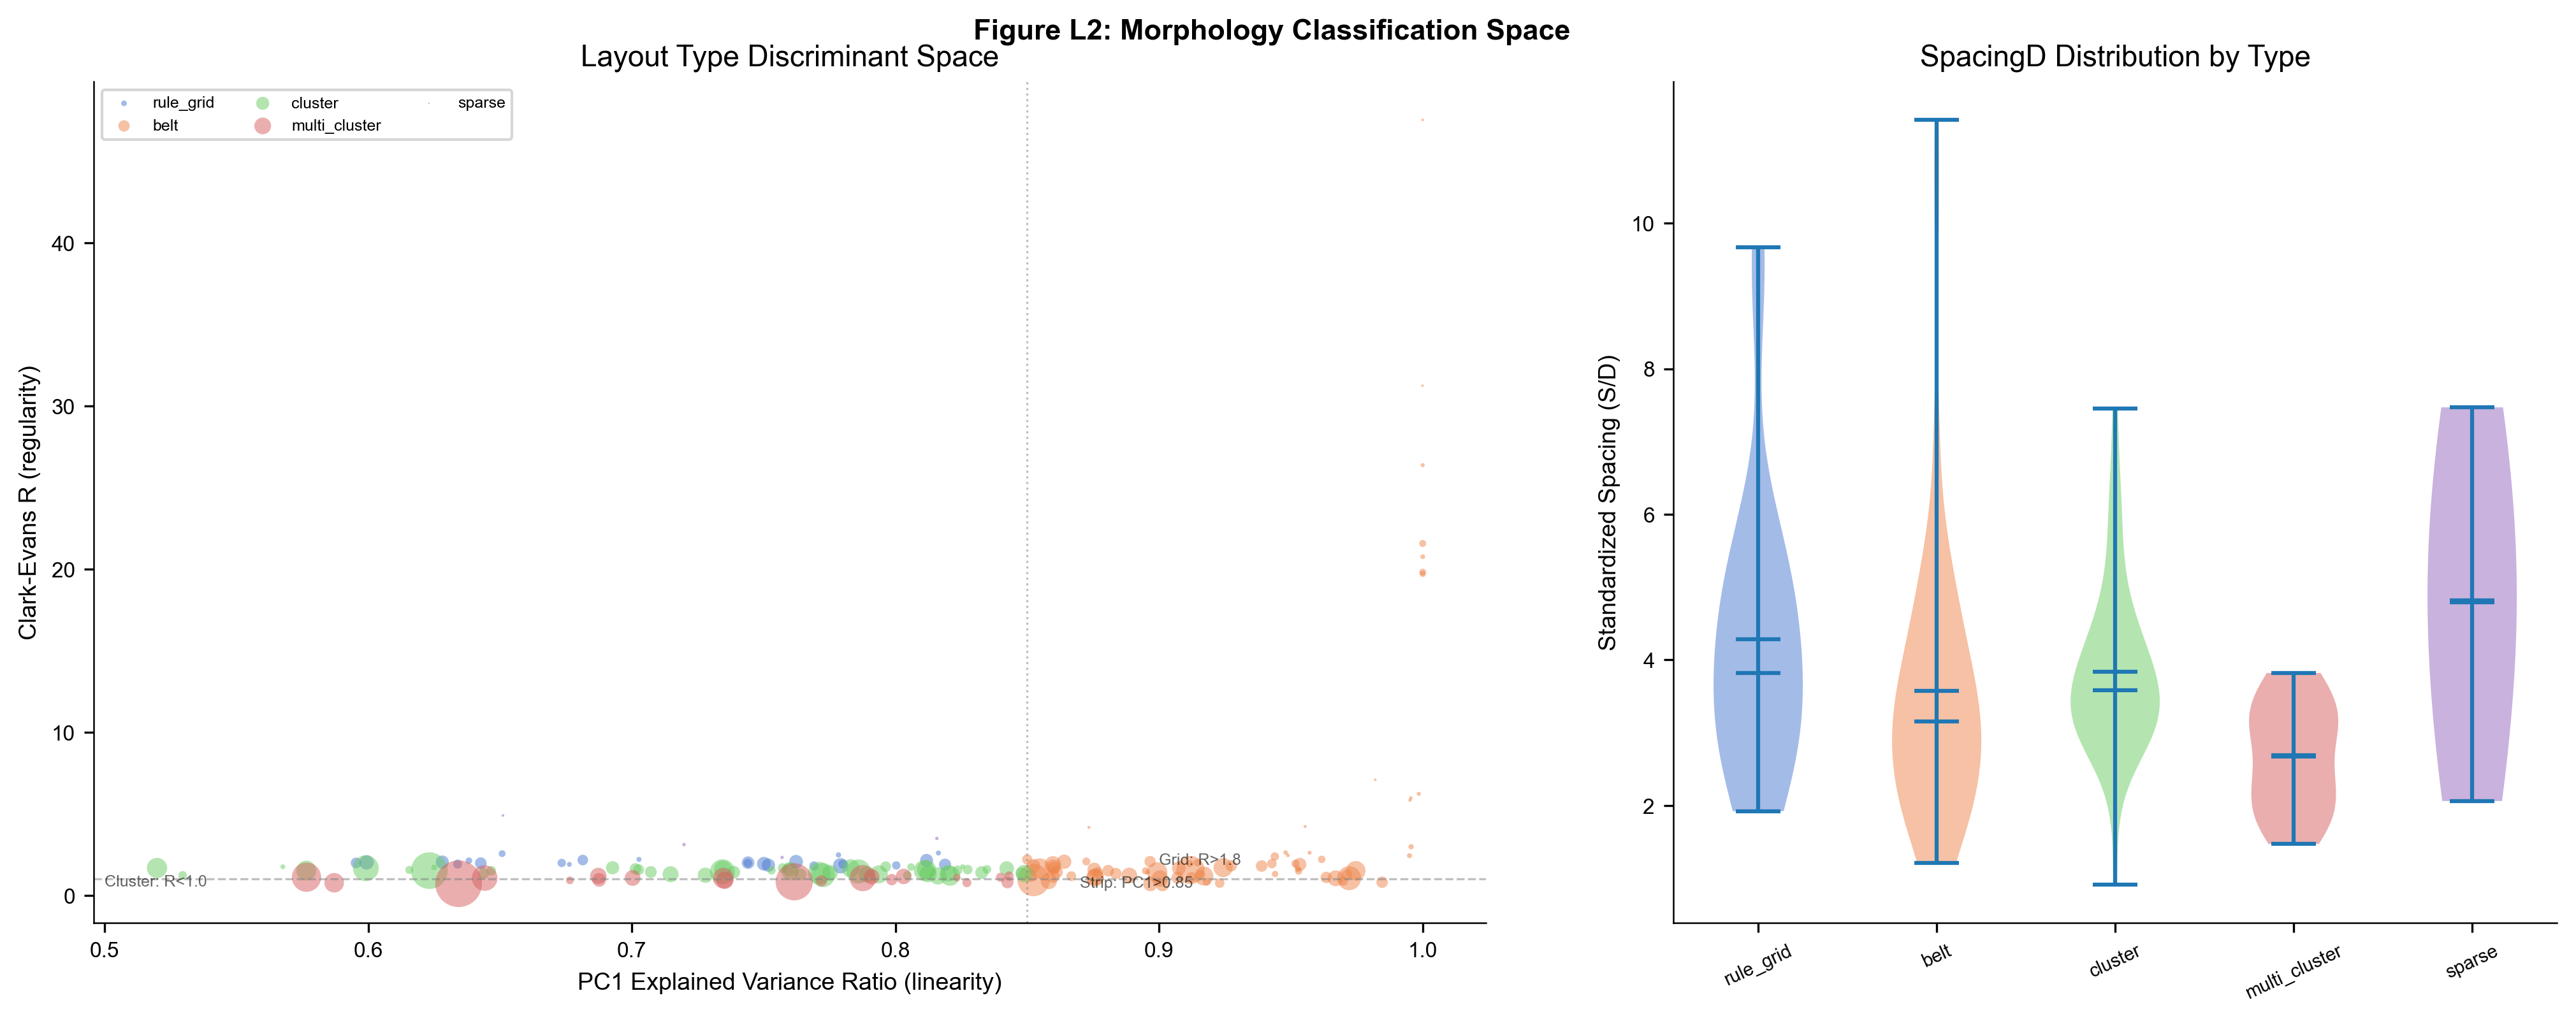 Figure L2: Morphology Classification Space
Layout Type Discriminant Space
rule_grid
belt
cluster
multi_cluster
sparse
Clark-Evans R (regularity)
40
30
20
10
0
Grid: R>1.8
Cluster: R<1.0
Strip: PC1>0.85
0.5
0.6
0.7
0.8
0.9
1.0
PC1 Explained Variance Ratio (linearity)
SpacingD Distribution by Type
Standardized Spacing (S/D)
10
8
6
4
2
rule_grid
belt
cluster
multi_cluster
sparse